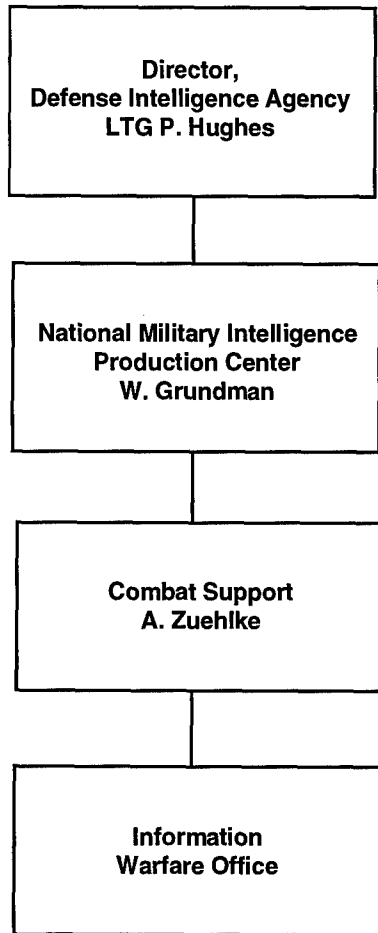 Director,
Defense Intelligence Agency
LTG P. Hughes
National Military Intelligence
Production Center
W. Grundman
Combat Support
A. Zuehlke
Information
Warfare Office